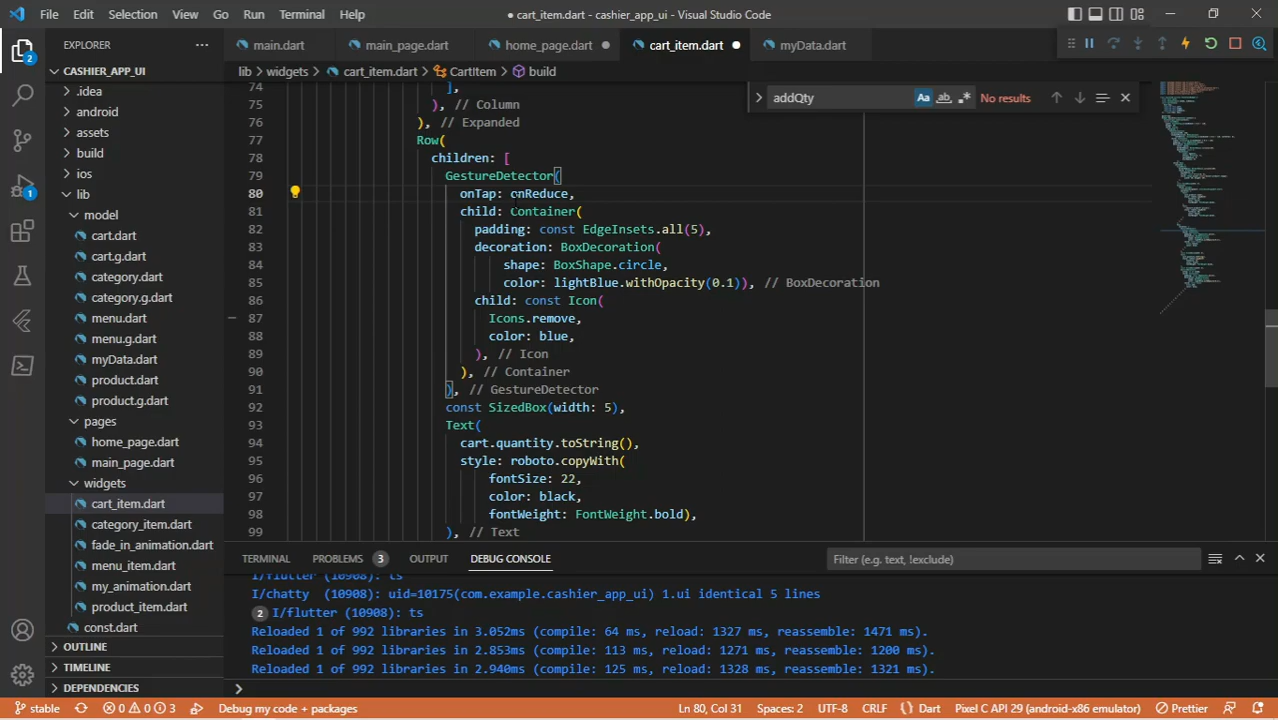 File Edit Selection View Go Run Terminal Help
● cart_item.dart - cashier_app_ui - Visual Studio Code
EXPLORER
2
1
CASHIER_APP_UI
.idea
android
assets
build
ios
lib
model
cart.dart
cart.g.dart
category.dart
category.g.dart
menu.dart
menu.g.dart
myData.dart
product.dart
product.g.dart
pages
home_page.dart
main_page.dart
widgets
cart_item.dart
category_item.dart
fade_in_animation.dart
menu_item.dart
my_animation.dart
product_item.dart
const.dart
OUTLINE
TIMELINE
DEPENDENCIES
main.dart main_page.dart home_page.dart ● cart_item.dart ● myData.dart
lib > widgets > cart_item.dart > CartItem > build
addQty Aa ab .* No results
74 ],
75 ), // Column
76 ), // Expanded
77 Row(
78 children: [
79 GestureDetector(
80 onTap: onReduce,
81 child: Container(
82 padding: const EdgeInsets.all(5),
83 decoration: BoxDecoration(
84 shape: BoxShape.circle,
85 color: lightBlue.withOpacity(0.1)), // BoxDecoration
86 child: const Icon(
87 Icons.remove,
88 color: blue,
89 ), // Icon
90 ), // Container
91 ), // GestureDetector
92 const SizedBox(width: 5),
93 Text(
94 cart.quantity.toString(),
95 style: roboto.copyWith(
96 fontSize: 22,
97 color: black,
98 fontWeight: FontWeight.bold),
99 ), // Text
TERMINAL PROBLEMS 3 OUTPUT DEBUG CONSOLE Filter (e.g. text, !exclude)
I/flutter (10908): ts
I/chatty (10908): uid=10175(com.example.cashier_app_ui) 1.ui identical 5 lines
2 I/flutter (10908): ts
Reloaded 1 of 992 libraries in 3.052ms (compile: 64 ms, reload: 1327 ms, reassemble: 1471 ms).
Reloaded 1 of 992 libraries in 2.853ms (compile: 113 ms, reload: 1271 ms, reassemble: 1200 ms).
Reloaded 1 of 992 libraries in 2.940ms (compile: 125 ms, reload: 1328 ms, reassemble: 1321 ms).
>
stable 0 0 3 Debug my code + packages Ln 80, Col 31 Spaces: 2 UTF-8 CRLF {} Dart Pixel C API 29 (android-x86 emulator) Prettier